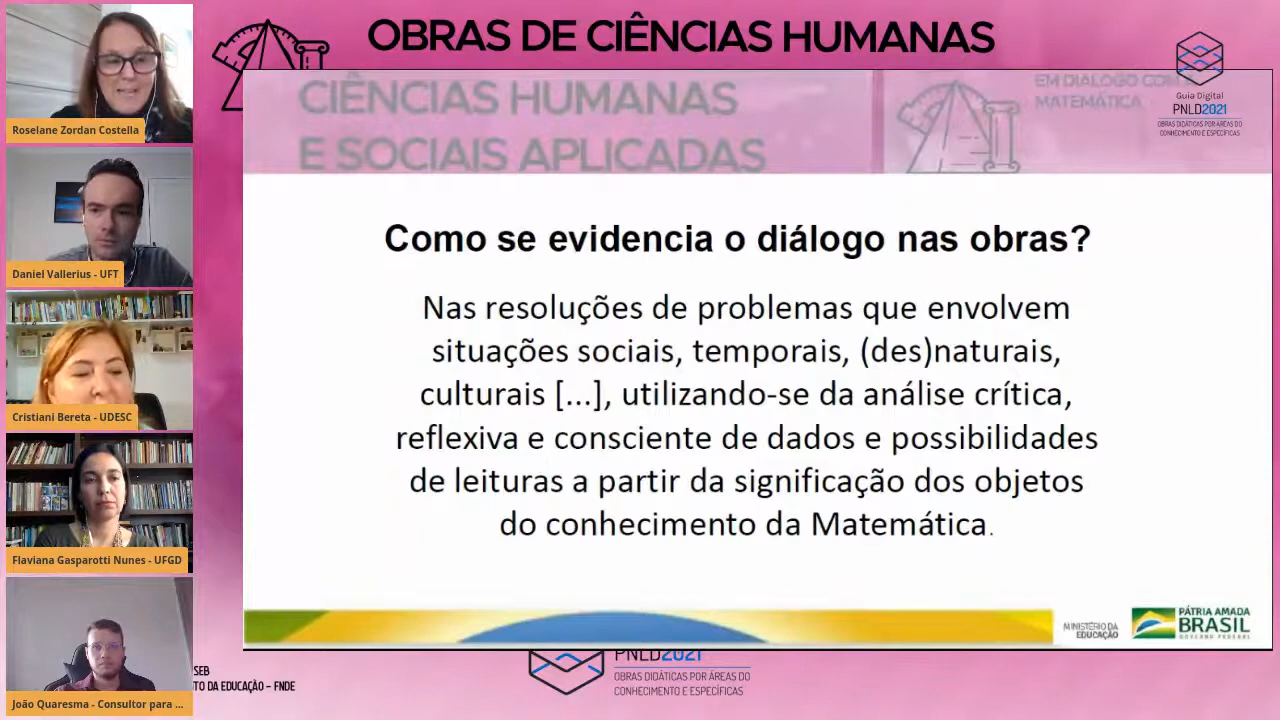 OBRAS DE CIÊNCIAS HUMANAS
CIÊNCIAS HUMANAS
E SOCIAIS APLICADAS
EM DIÁLOGO COM A
MATEMÁTICA
Guia Digital
PNLD2021
OBRAS DIDÁTICAS POR ÁREAS DO
CONHECIMENTO E ESPECÍFICAS
Roselane Zordan Costella
Daniel Vallerius - UFT
Cristiani Bereta - UDESC
Flaviana Gasparotti Nunes - UFGD
João Quaresma - Consultor para ...
Como se evidencia o diálogo nas obras?
Nas resoluções de problemas que envolvem
situações sociais, temporais, (des)naturais,
culturais [...], utilizando-se da análise crítica,
reflexiva e consciente de dados e possibilidades
de leituras a partir da significação dos objetos
do conhecimento da Matemática.
MINISTÉRIO DA
EDUCAÇÃO
PÁTRIA AMADA
BRASIL
GOVERNO FEDERAL
SEB
TO DA EDUCAÇÃO – FNDE
PNLD2021
OBRAS DIDÁTICAS POR ÁREAS DO
CONHECIMENTO E ESPECÍFICAS